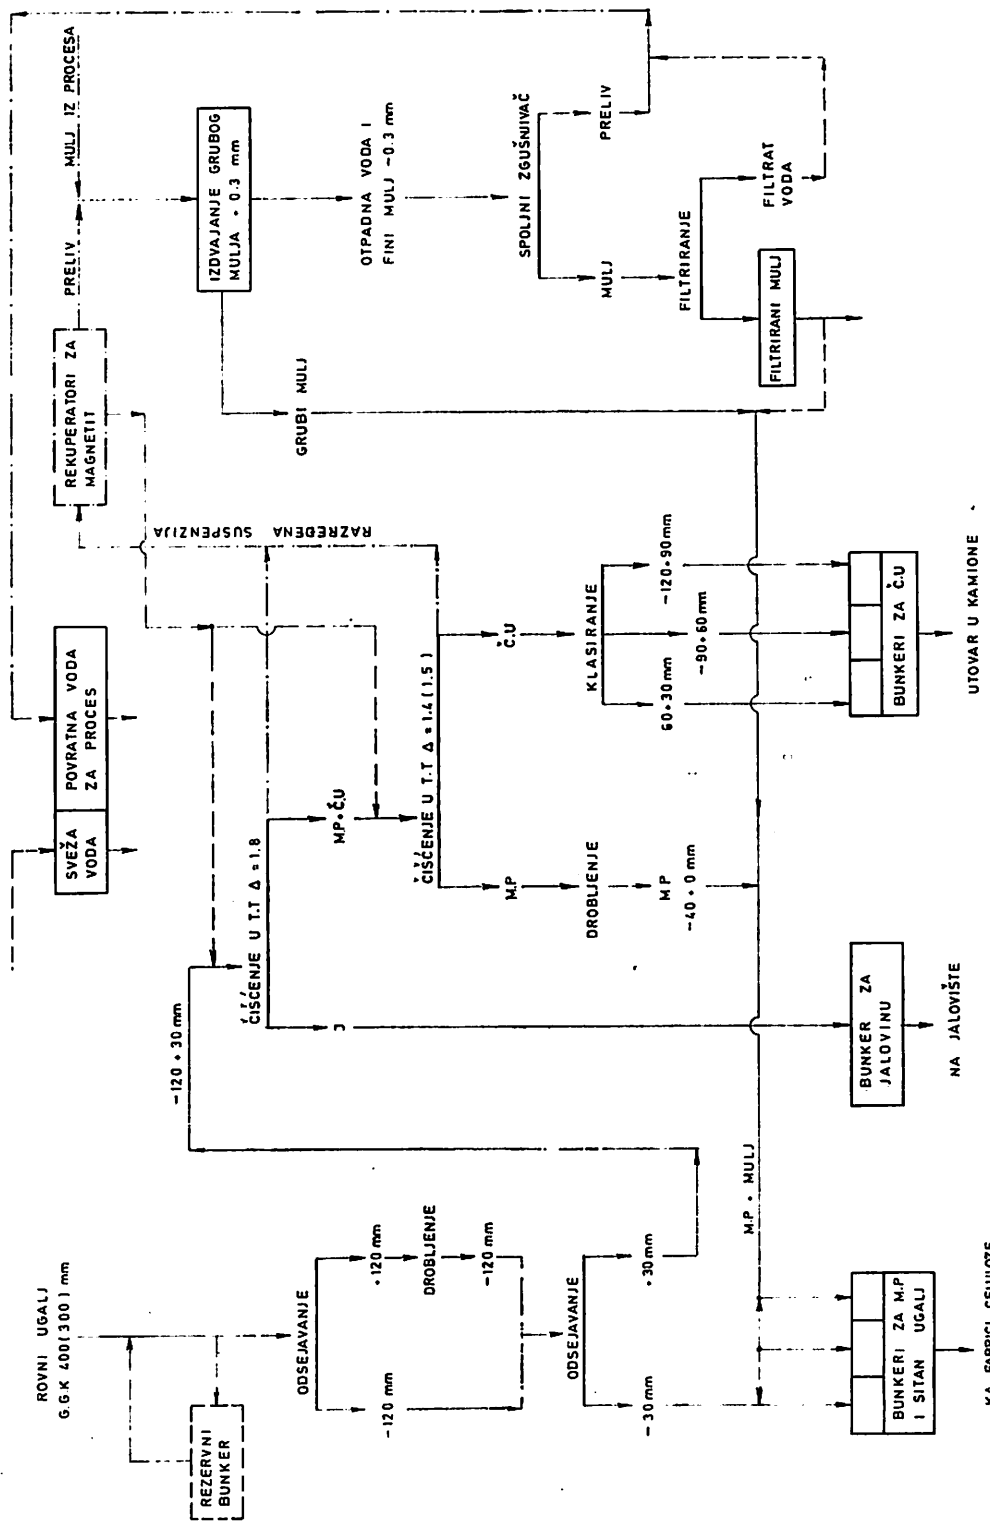 ROVNI UGALJ
G.G.K 400(300) mm
REZERVNI
BUNKER
ODSEJAVANJE
-120 mm
+120 mm
DROBLJENJE
-120 mm
ODSEJAVANJE
-30 mm
+30 mm
BUNKERI ZA M.P
I SITAN UGALJ
KA FABRICI CELULOZE
M.P + MULJ
-120 + 30 mm
SVEŽA
VODA
POVRATNA VODA
ZA PROCES
ČIŠĆENJE U T.T Δ = 1.8
J
M.P+Č.U
BUNKER ZA
JALOVINU
NA JALOVIŠTE
ČIŠĆENJE U T.T Δ = 1.4 (1.5)
M.P
DROBLJENJE
M.P
-40 + 0 mm
Č.U
KLASIRANJE
60+30 mm
-90+60 mm
-120+90 mm
BUNKERI ZA Č.U
UTOVAR U KAMIONE
RAZREĐENA SUSPENZIJA
REKUPERATORI ZA
MAGNETIT
PRELIV
MULJ IZ PROCESA
IZDVAJANJE GRUBOG
MULJA + 0.3 mm
GRUBI MULJ
OTPADNA VODA I
FINI MULJ -0.3 mm
SPOLJNI ZGUŠNJIVAČ
MULJ
PRELIV
FILTRIRANJE
FILTRIRANI MULJ
FILTRAT
VODA